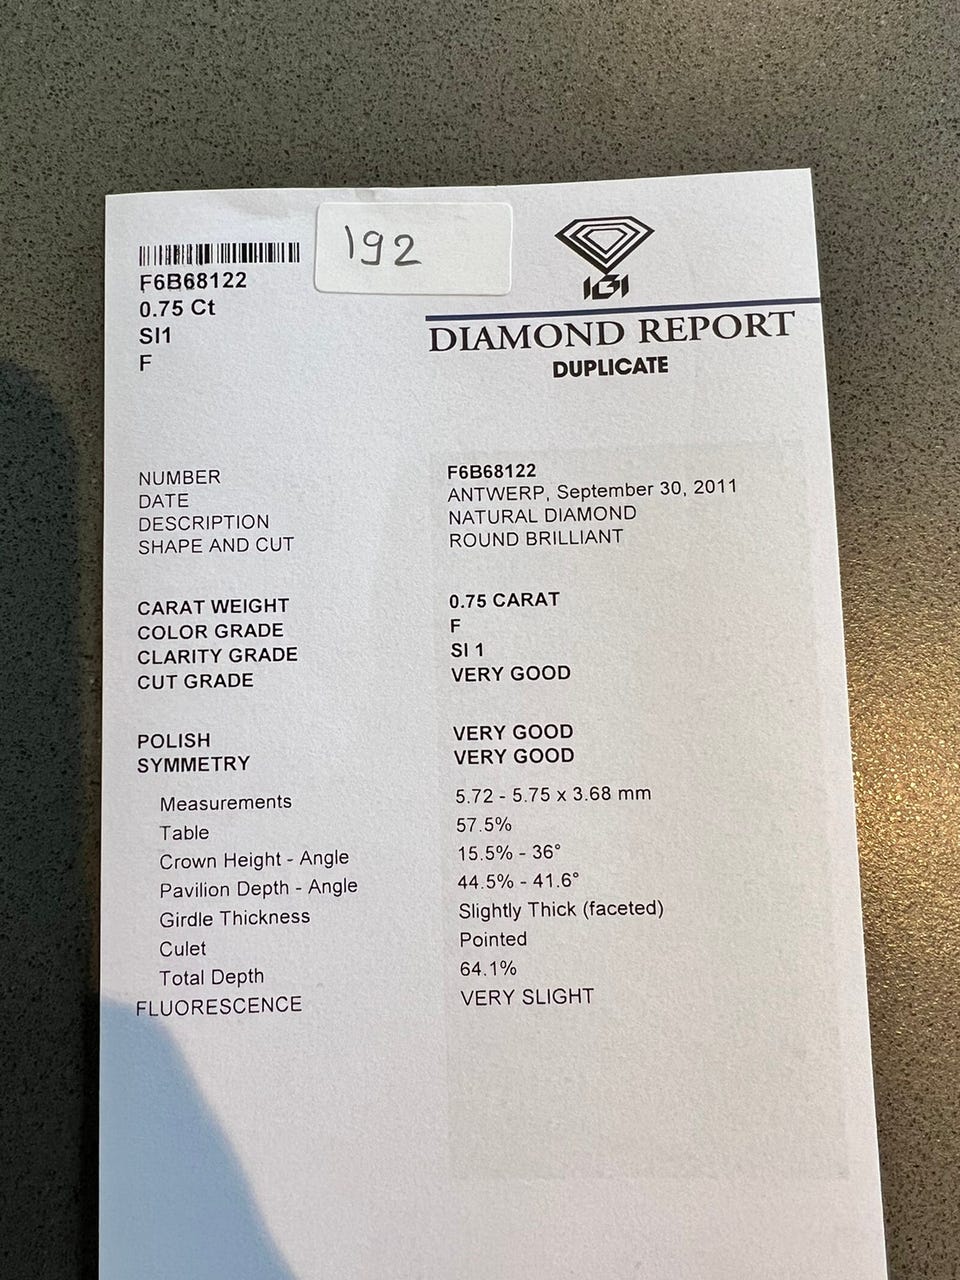 192
F6B68122
0.75 Ct
SI1
F
IGI
DIAMOND REPORT
DUPLICATE
NUMBER F6B68122
DATE ANTWERP, September 30, 2011
DESCRIPTION NATURAL DIAMOND
SHAPE AND CUT ROUND BRILLIANT
CARAT WEIGHT 0.75 CARAT
COLOR GRADE F
CLARITY GRADE SI 1
CUT GRADE VERY GOOD
POLISH VERY GOOD
SYMMETRY VERY GOOD
Measurements 5.72 - 5.75 x 3.68 mm
Table 57.5%
Crown Height - Angle 15.5% - 36°
Pavilion Depth - Angle 44.5% - 41.6°
Girdle Thickness Slightly Thick (faceted)
Culet Pointed
Total Depth 64.1%
FLUORESCENCE VERY SLIGHT